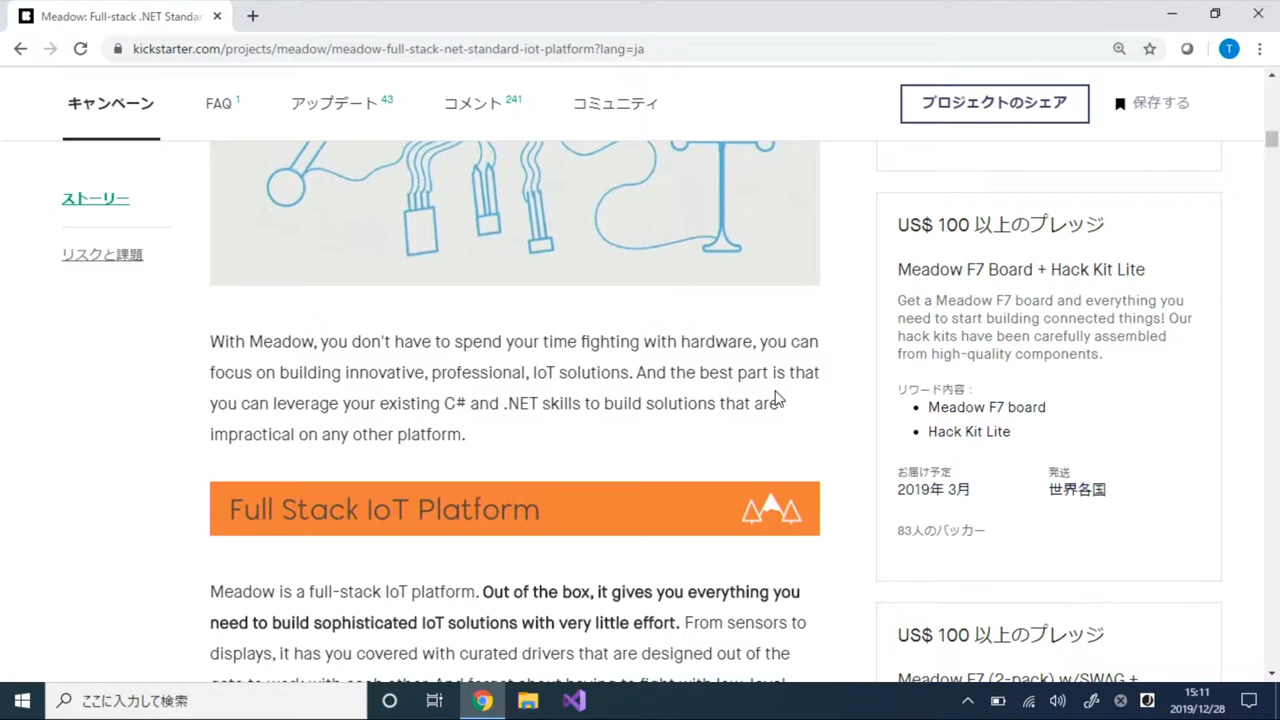 Meadow: Full-stack .NET Standar
kickstarter.com/projects/meadow/meadow-full-stack-net-standard-iot-platform?lang=ja
T
キャンペーン
FAQ 1
アップデート 43
コメント 241
コミュニティ
プロジェクトのシェア
保存する
ストーリー
リスクと課題
With Meadow, you don't have to spend your time fighting with hardware, you can
focus on building innovative, professional, IoT solutions. And the best part is that
you can leverage your existing C# and .NET skills to build solutions that are
impractical on any other platform.
Full Stack IoT Platform
Meadow is a full-stack IoT platform. Out of the box, it gives you everything you
need to build sophisticated IoT solutions with very little effort. From sensors to
displays, it has you covered with curated drivers that are designed out of the
US$ 100 以上のプレッジ
Meadow F7 Board + Hack Kit Lite
Get a Meadow F7 board and everything you
need to start building connected things! Our
hack kits have been carefully assembled
from high-quality components.
リワード内容：
• Meadow F7 board
• Hack Kit Lite
お届け予定
2019年 3月
発送
世界各国
83人のバッカー
US$ 100 以上のプレッジ
Meadow F7 (2-pack) w/SWAG +
ここに入力して検索
15:11
2019/12/28